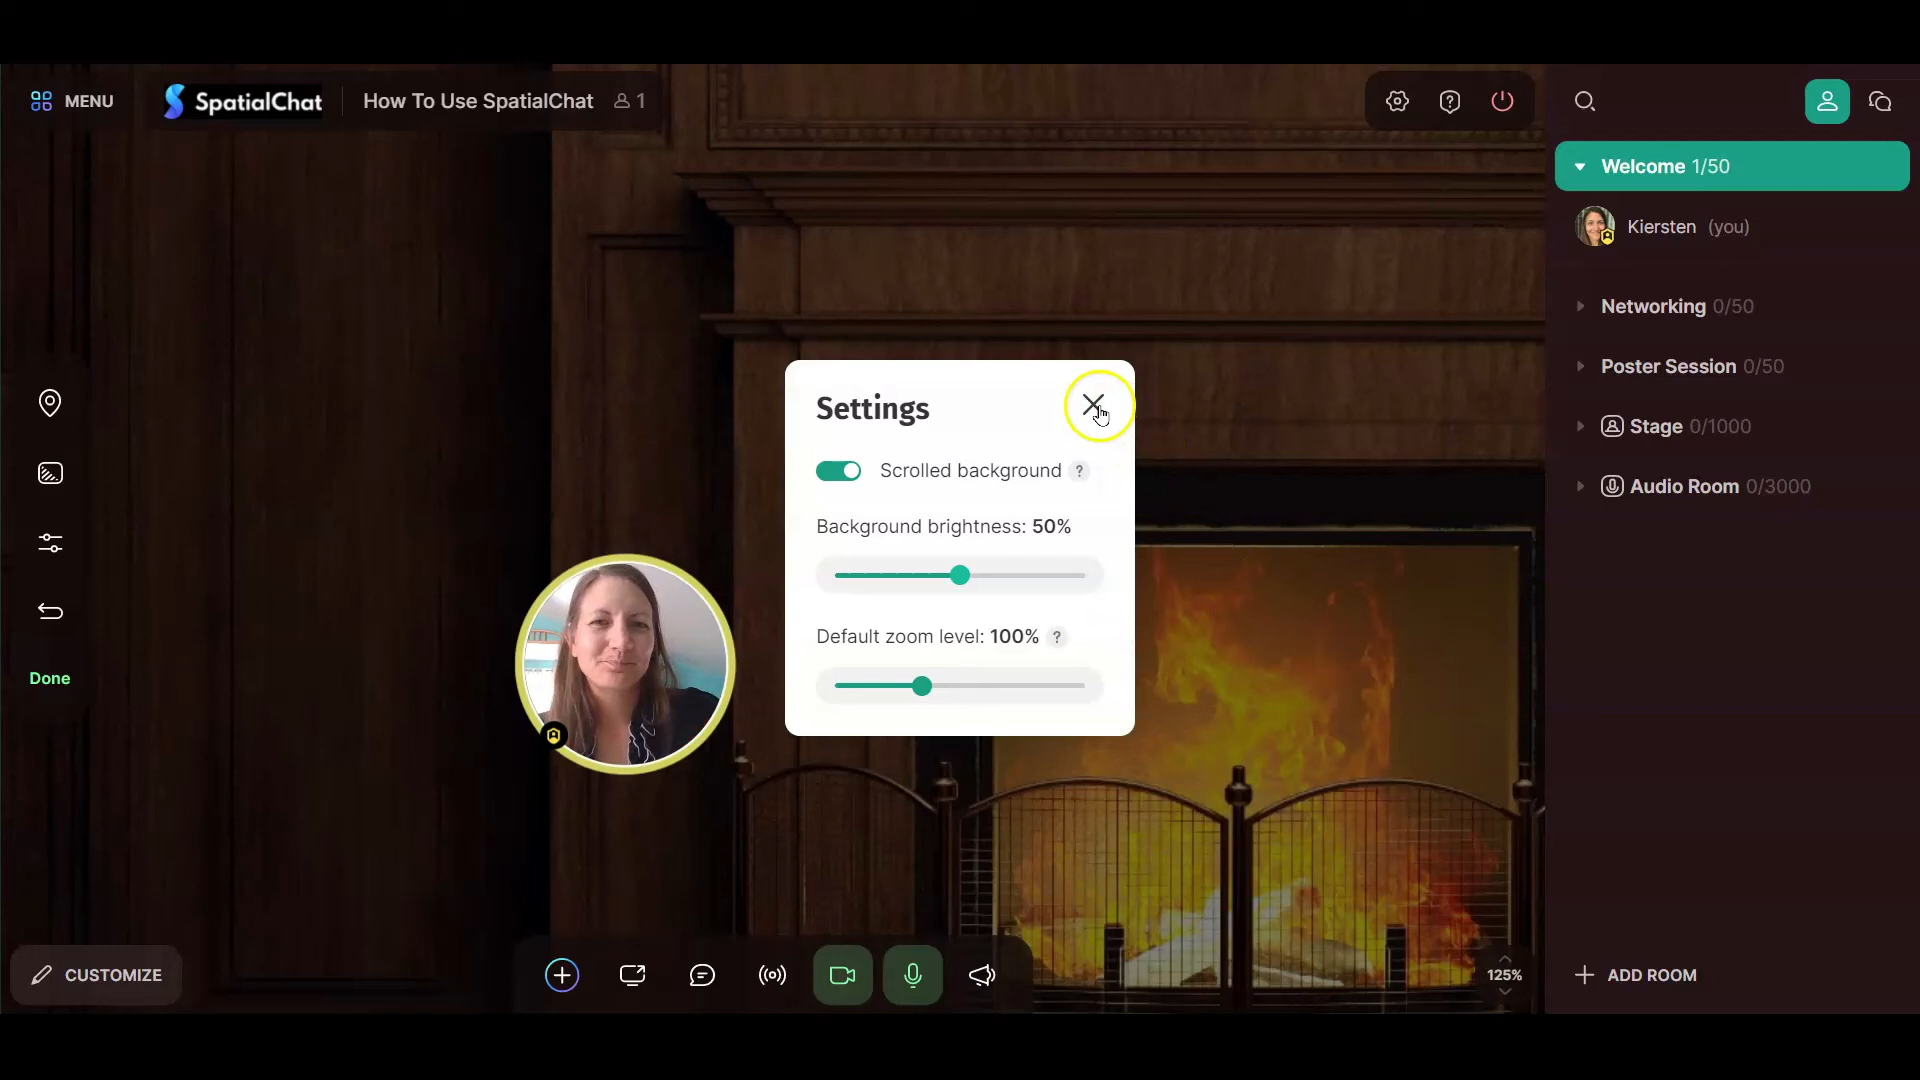 MENU
SpatialChat
How To Use SpatialChat 1
Welcome 1/50
Kiersten (you)
Networking 0/50
Poster Session 0/50
Stage 0/1000
Audio Room 0/3000
Settings
Scrolled background ?
Background brightness: 50%
Default zoom level: 100% ?
Done
CUSTOMIZE
125%
ADD ROOM